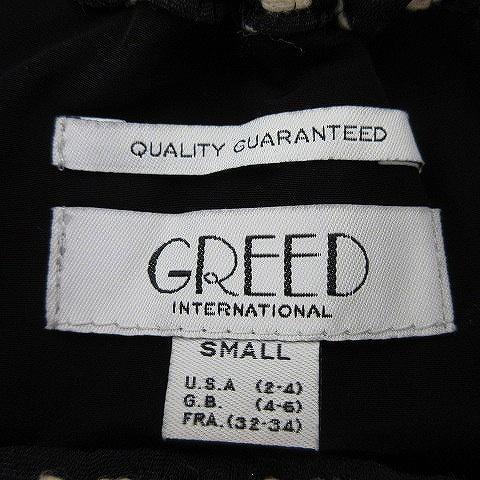 QUALITY GUARANTEED
GREED
INTERNATIONAL
SMALL
U.S.A (2-4)
G.B. (4-6)
FRA. (32-34)